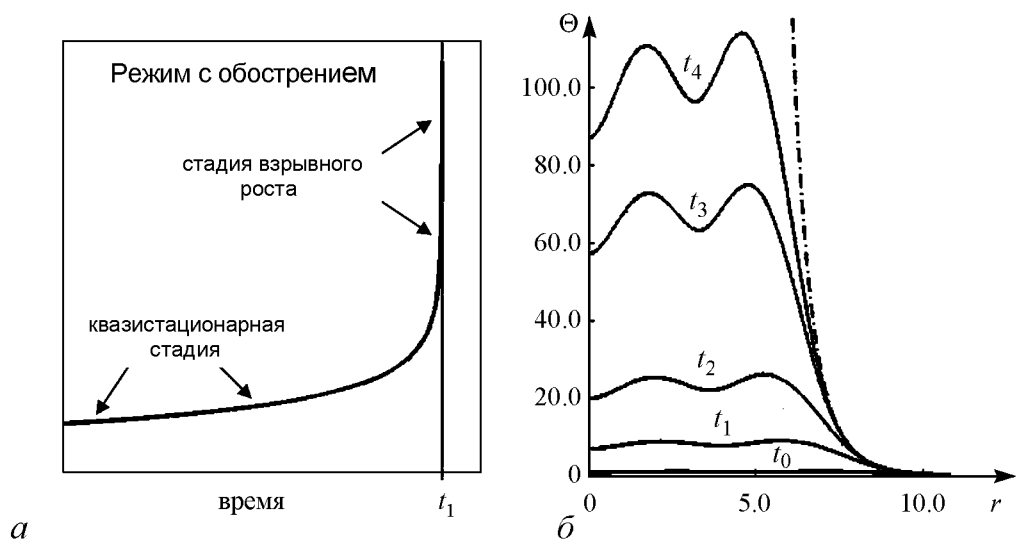 Режим с обострением
стадия взрывного
роста
квазистационарная
стадия
время
t1
а
Θ
100.0
80.0
60.0
40.0
20.0
0
t4
t3
t2
t1
t0
0
5.0
10.0
r
б